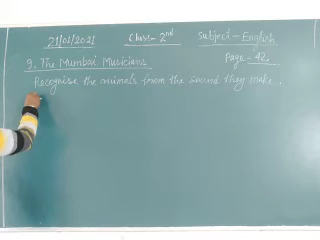 21/01/2021 Class:- 2nd Subject - English
9. The Mumbai Musicians Page - 42.
Recognise the animals from the sound they make.